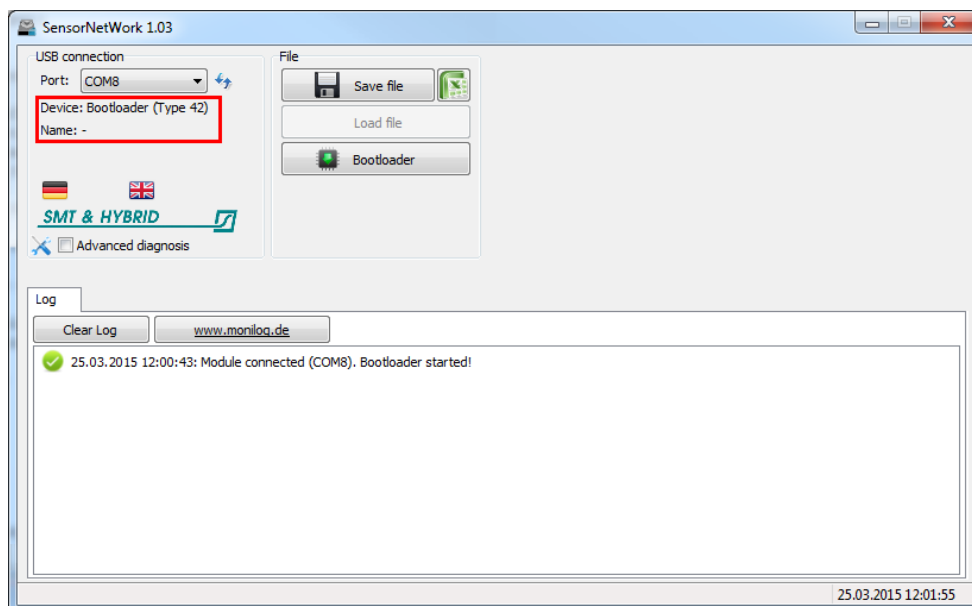 SensorNetWork 1.03
USB connection
Port: COM8
Device: Bootloader (Type 42)
Name: -
SMT & HYBRID
Advanced diagnosis
File
Save file
Load file
Bootloader
Log
Clear Log
www.monilog.de
25.03.2015 12:00:43: Module connected (COM8). Bootloader started!
25.03.2015 12:01:55